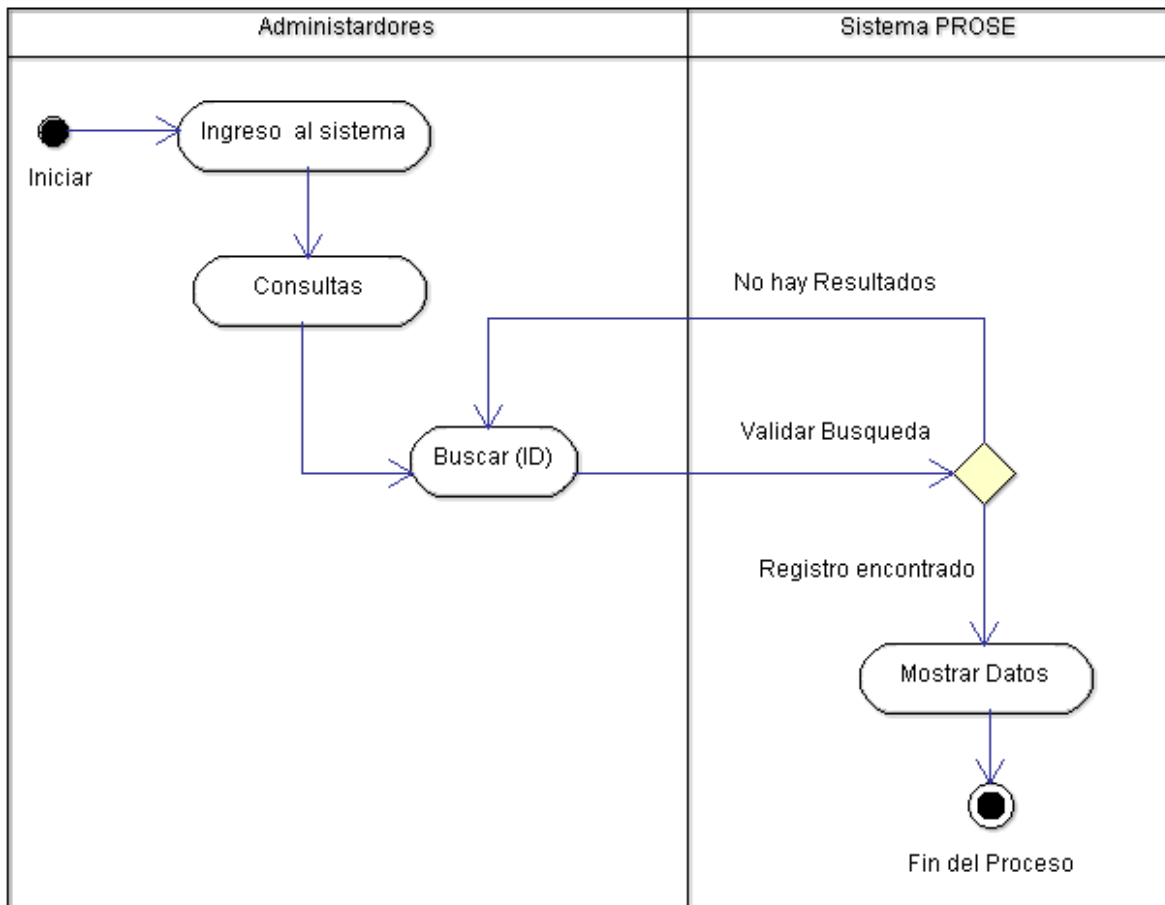 Administardores
Sistema PROSE
Ingreso al sistema
Iniciar
Consultas
No hay Resultados
Buscar (ID)
Validar Busqueda
Registro encontrado
Mostrar Datos
Fin del Proceso